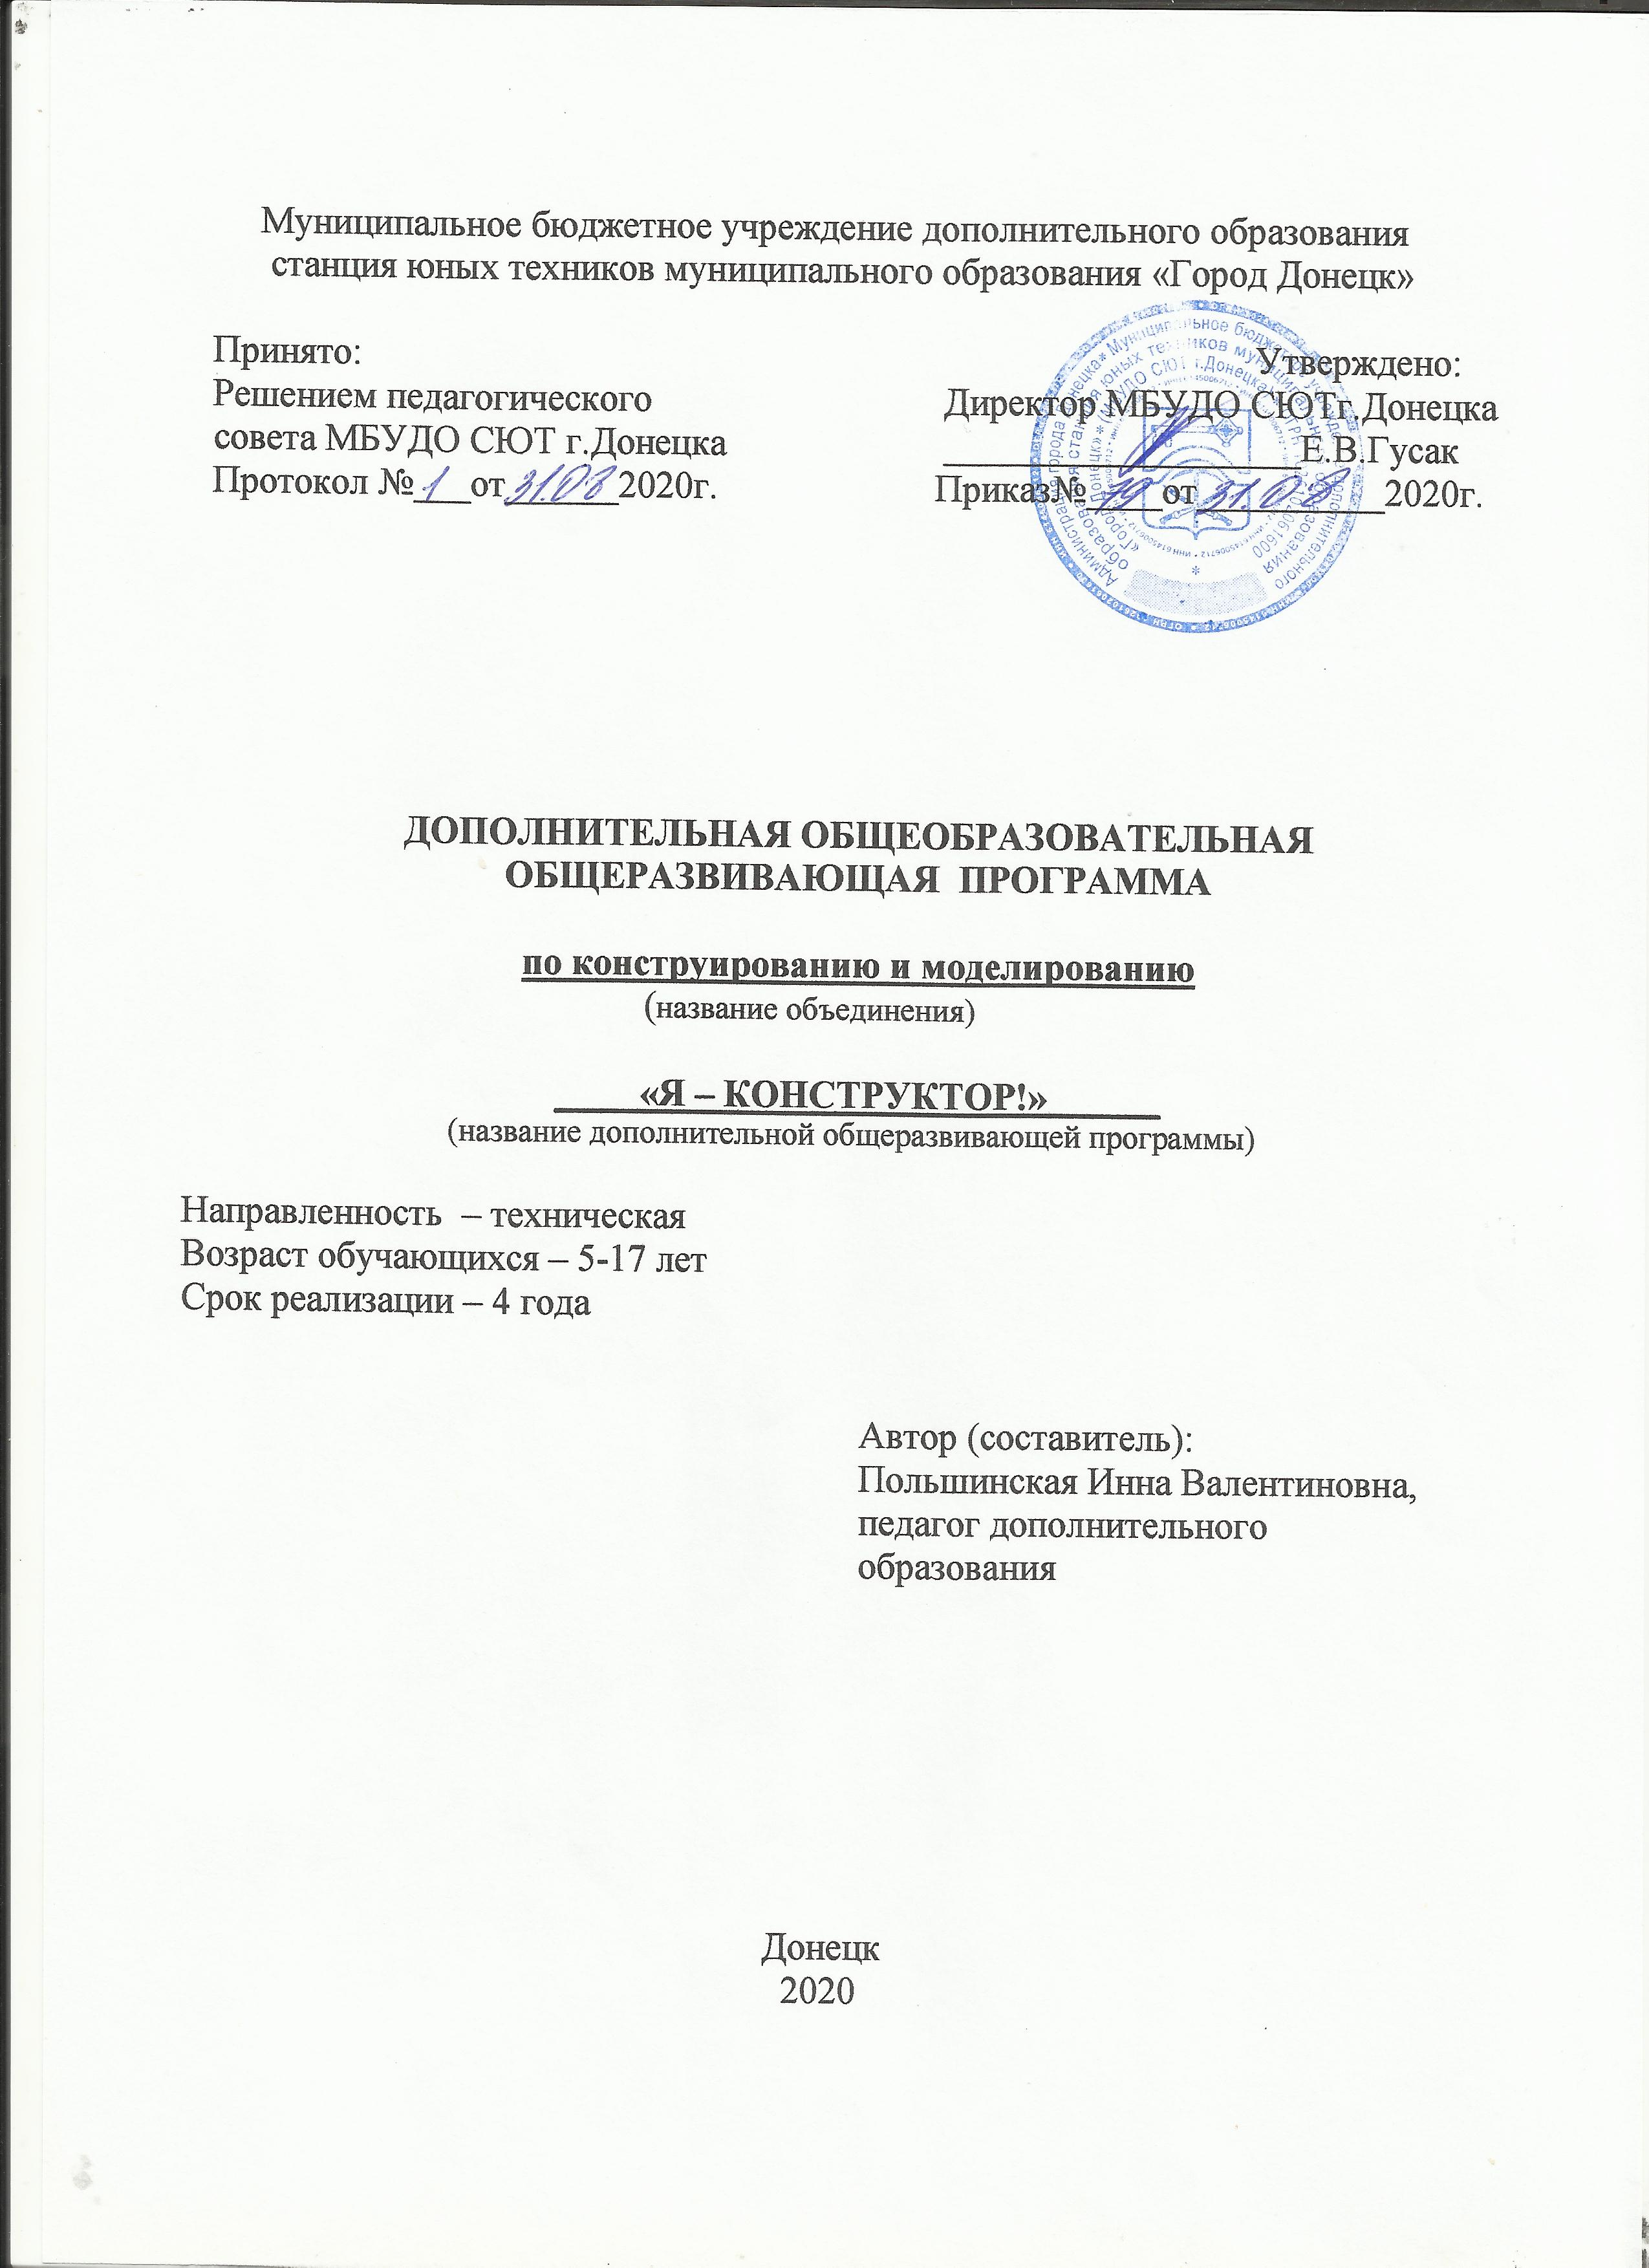 Муниципальное бюджетное учреждение дополнительного образования
станция юных техников муниципального образования «Город Донецк»
Принято:
Решением педагогического
совета МБУДО СЮТ г.Донецка
Протокол № 1 от 31.08 2020г.
Утверждено:
Директор МБУДО СЮТг.Донецка
Е.В.Гусак
Приказ№ от 31.08 2020г.
ДОПОЛНИТЕЛЬНАЯ ОБЩЕОБРАЗОВАТЕЛЬНАЯ
ОБЩЕРАЗВИВАЮЩАЯ ПРОГРАММА
по конструированию и моделированию
(название объединения)
«Я – КОНСТРУКТОР!»
(название дополнительной общеразвивающей программы)
Направленность – техническая
Возраст обучающихся – 5-17 лет
Срок реализации – 4 года
Автор (составитель):
Польшинская Инна Валентиновна,
педагог дополнительного
образования
Донецк
2020